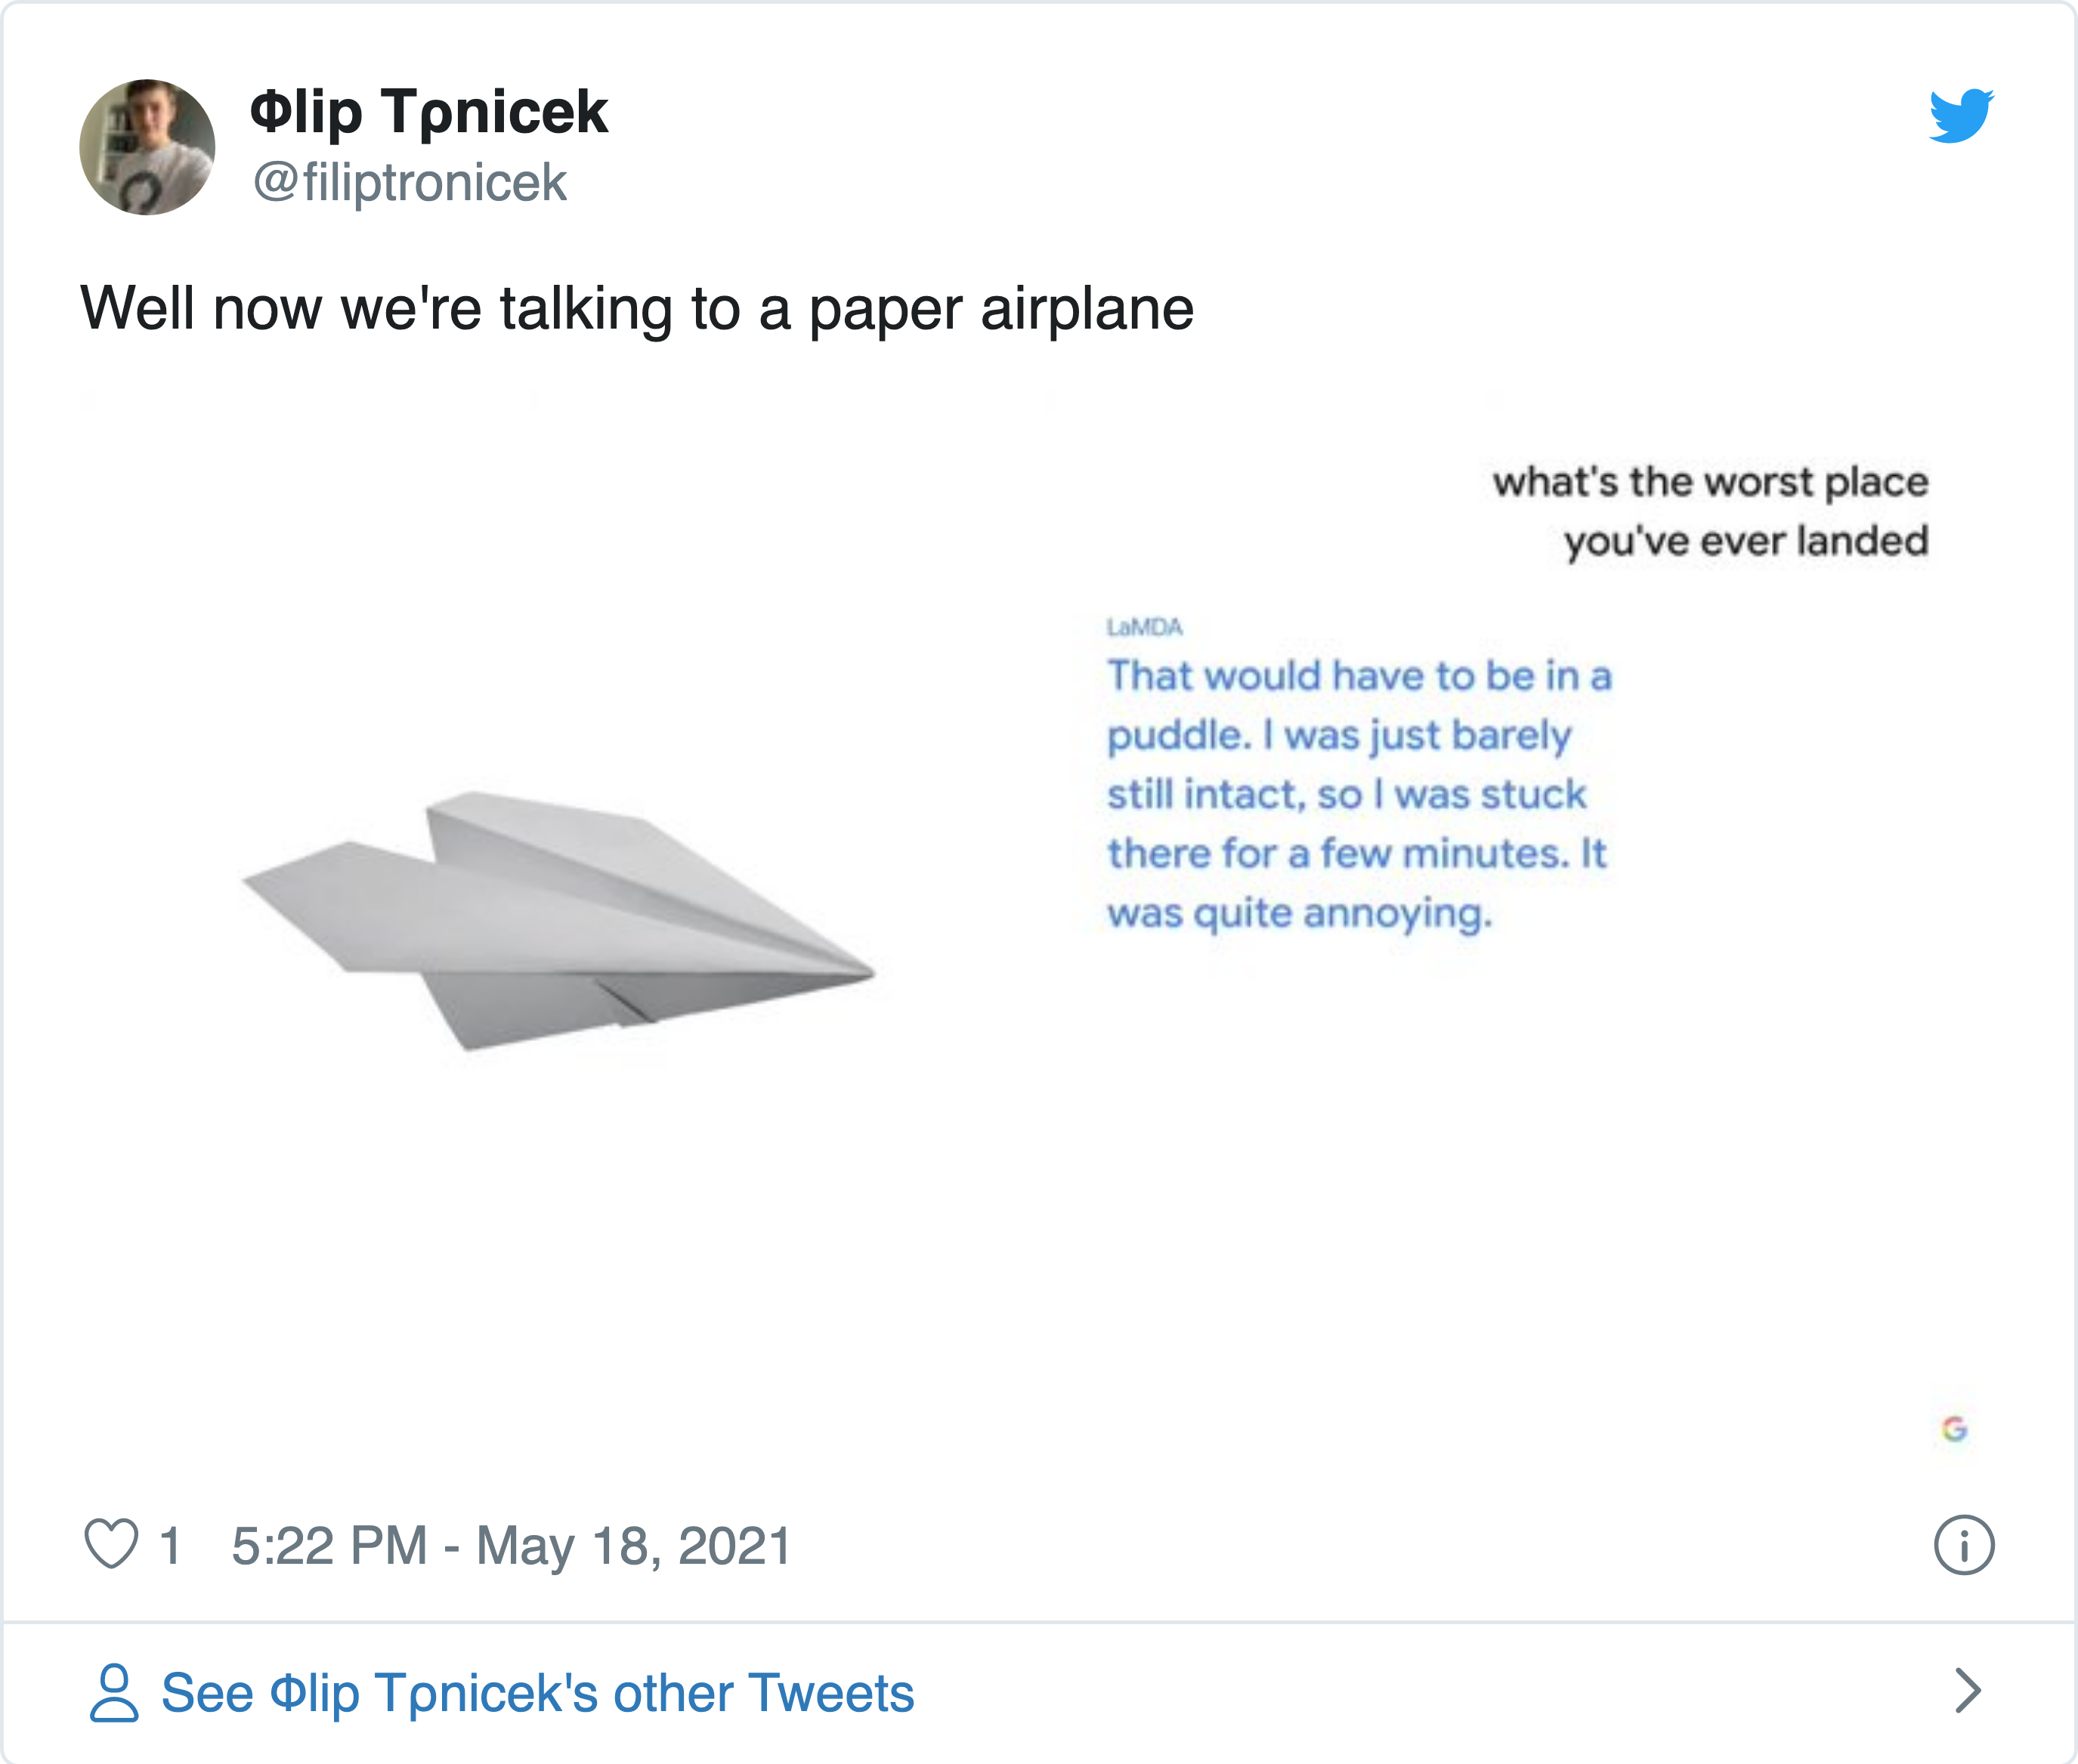 Φlip Tρnicek
@filiptronicek
Well now we're talking to a paper airplane
what's the worst place
you've ever landed
LaMDA
That would have to be in a
puddle. I was just barely
still intact, so I was stuck
there for a few minutes. It
was quite annoying.
G
1 5:22 PM - May 18, 2021
See Φlip Tρnicek's other Tweets